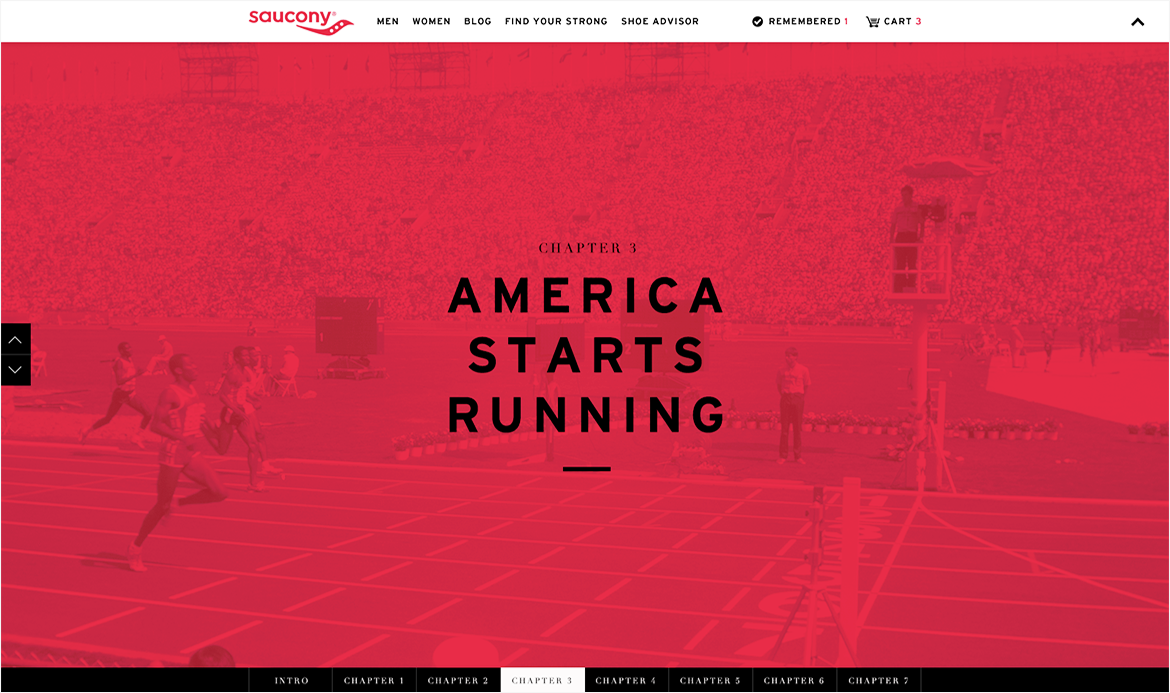 saucony®
MEN WOMEN BLOG FIND YOUR STRONG SHOE ADVISOR REMEMBERED 1 CART 3
CHAPTER 3
AMERICA
STARTS
RUNNING
INTRO CHAPTER 1 CHAPTER 2 CHAPTER 3 CHAPTER 4 CHAPTER 5 CHAPTER 6 CHAPTER 7